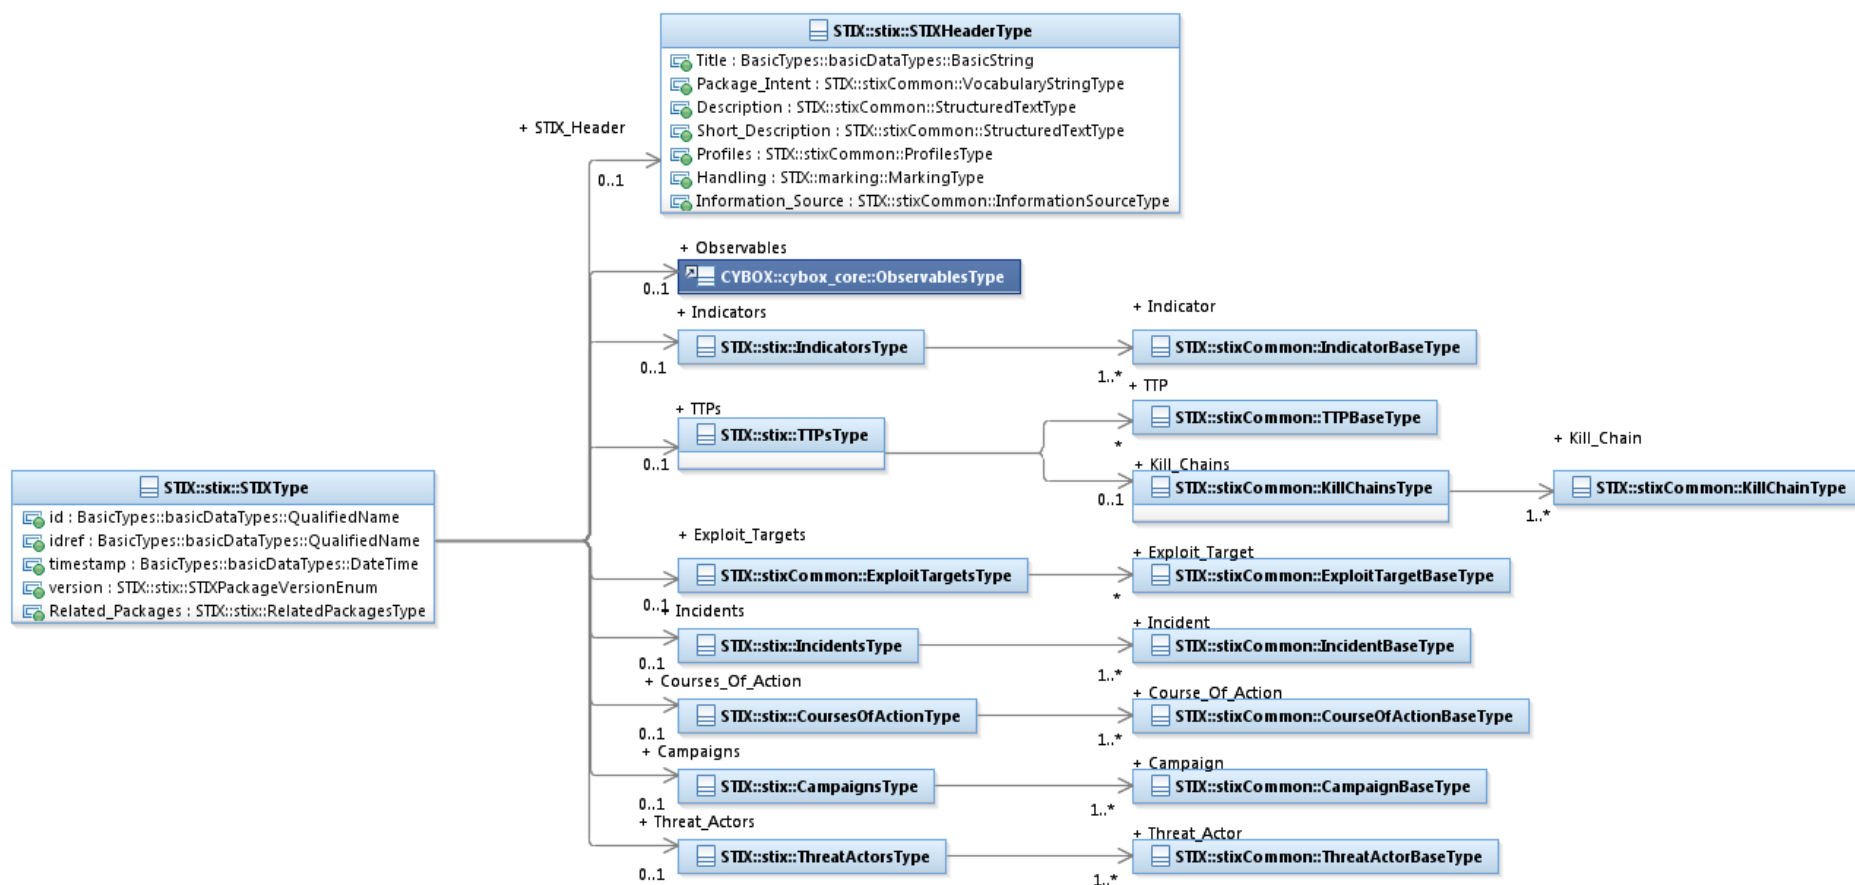 STIX::stix::STIXHeaderType
Title : BasicTypes::basicDataTypes::BasicString
Package_Intent : STIX::stixCommon::VocabularyStringType
Description : STIX::stixCommon::StructuredTextType
Short_Description : STIX::stixCommon::StructuredTextType
Profiles : STIX::stixCommon::ProfilesType
Handling : STIX::marking::MarkingType
Information_Source : STIX::stixCommon::InformationSourceType
+ STIX_Header
0..1
+ Observables
CYBOX::cybox_core::ObservablesType
0..1
+ Indicators
STIX::stix::IndicatorsType
0..1
+ Indicator
STIX::stixCommon::IndicatorBaseType
1..*
+ TTPs
STIX::stix::TTPsType
0..1
+ TTP
STIX::stixCommon::TTPBaseType
*
+ Kill_Chains
STIX::stixCommon::KillChainsType
0..1
+ Kill_Chain
STIX::stixCommon::KillChainType
1..*
STIX::stix::STIXType
id : BasicTypes::basicDataTypes::QualifiedName
idref : BasicTypes::basicDataTypes::QualifiedName
timestamp : BasicTypes::basicDataTypes::DateTime
version : STIX::stix::STIXPackageVersionEnum
Related_Packages : STIX::stix::RelatedPackagesType
+ Exploit_Targets
STIX::stixCommon::ExploitTargetsType
0..1
+ Exploit_Target
STIX::stixCommon::ExploitTargetBaseType
*
+ Incidents
STIX::stix::IncidentsType
0..1
+ Incident
STIX::stixCommon::IncidentBaseType
1..*
+ Courses_Of_Action
STIX::stix::CoursesOfActionType
0..1
+ Course_Of_Action
STIX::stixCommon::CourseOfActionBaseType
1..*
+ Campaigns
STIX::stix::CampaignsType
0..1
+ Campaign
STIX::stixCommon::CampaignBaseType
1..*
+ Threat_Actors
STIX::stix::ThreatActorsType
0..1
+ Threat_Actor
STIX::stixCommon::ThreatActorBaseType
1..*